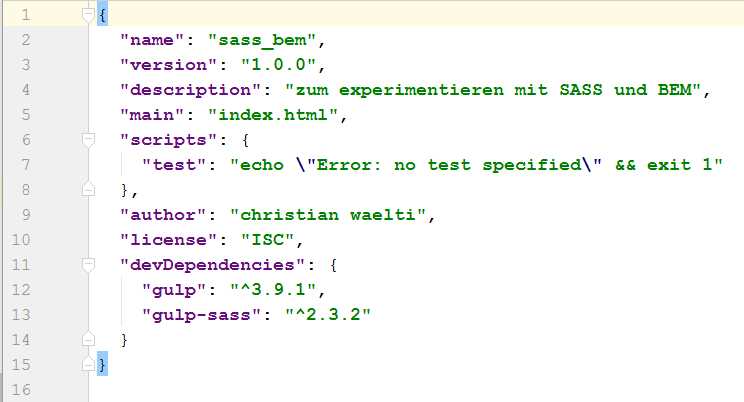 1 {
2 "name": "sass_bem",
3 "version": "1.0.0",
4 "description": "zum experimentieren mit SASS und BEM",
5 "main": "index.html",
6 "scripts": {
7 "test": "echo \"Error: no test specified\" && exit 1"
8 },
9 "author": "christian waelti",
10 "license": "ISC",
11 "devDependencies": {
12 "gulp": "^3.9.1",
13 "gulp-sass": "^2.3.2"
14 }
15 }
16